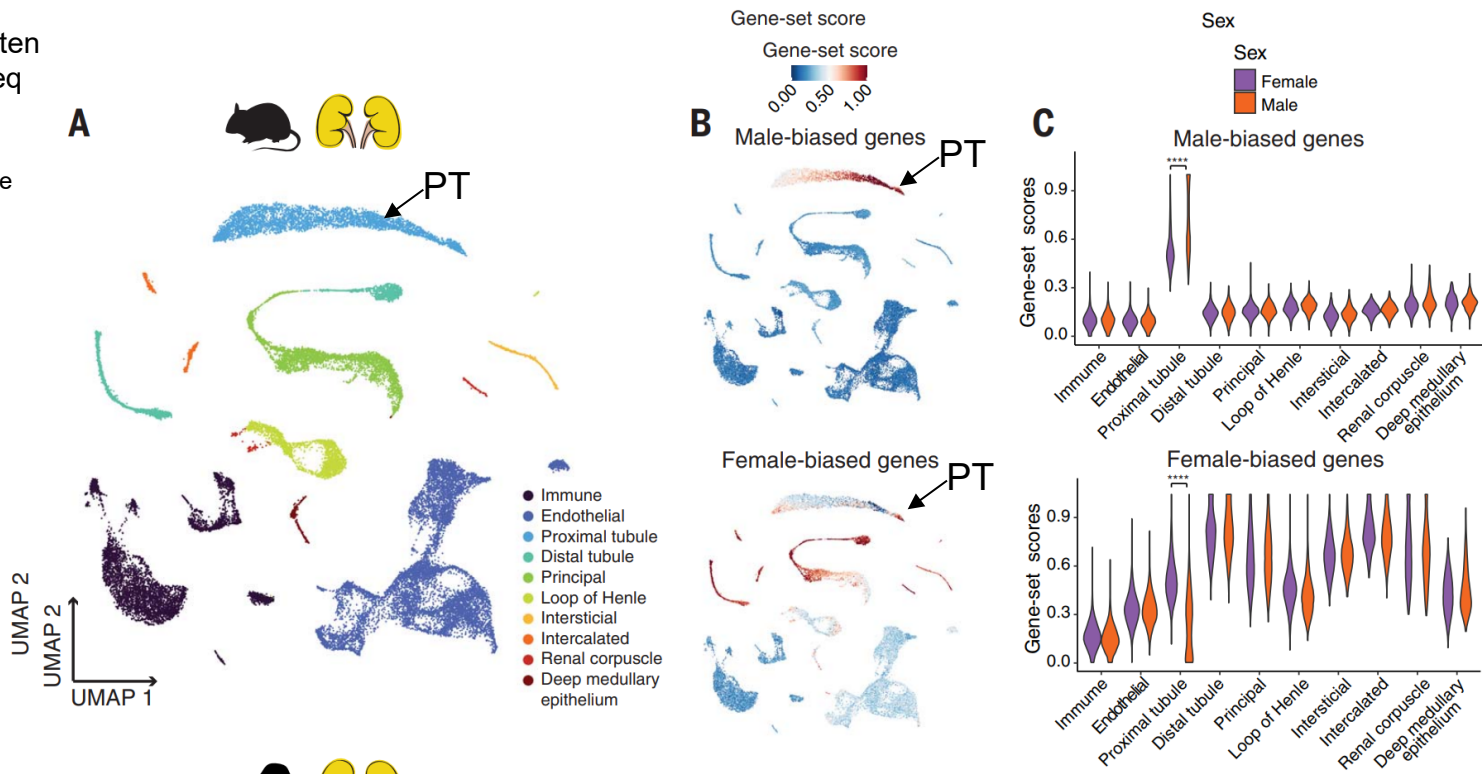 ten
eq
e
A
PT
UMAP 2
UMAP 2
UMAP 1
Immune
Endothelial
Proximal tubule
Distal tubule
Principal
Loop of Henle
Intersticial
Intercalated
Renal corpuscle
Deep medullary
epithelium
Gene-set score
Gene-set score
0.00 0.50 1.00
B
Male-biased genes
PT
Female-biased genes
PT
Sex
Sex
Female
Male
C
Male-biased genes
****
Gene-set scores
0.9
0.6
0.3
0.0
Immune
Endothelial
Proximal tubule
Distal tubule
Principal
Loop of Henle
Intersticial
Intercalated
Renal corpuscle
Deep medullary
epithelium
Female-biased genes
****
Gene-set scores
0.9
0.6
0.3
0.0
Immume
Endothelial
Proximal tubule
Distal tubule
Principal
Loop of Henle
Intersticial
Intercalated
Renal corpuscle
Deep medullary
epithelium